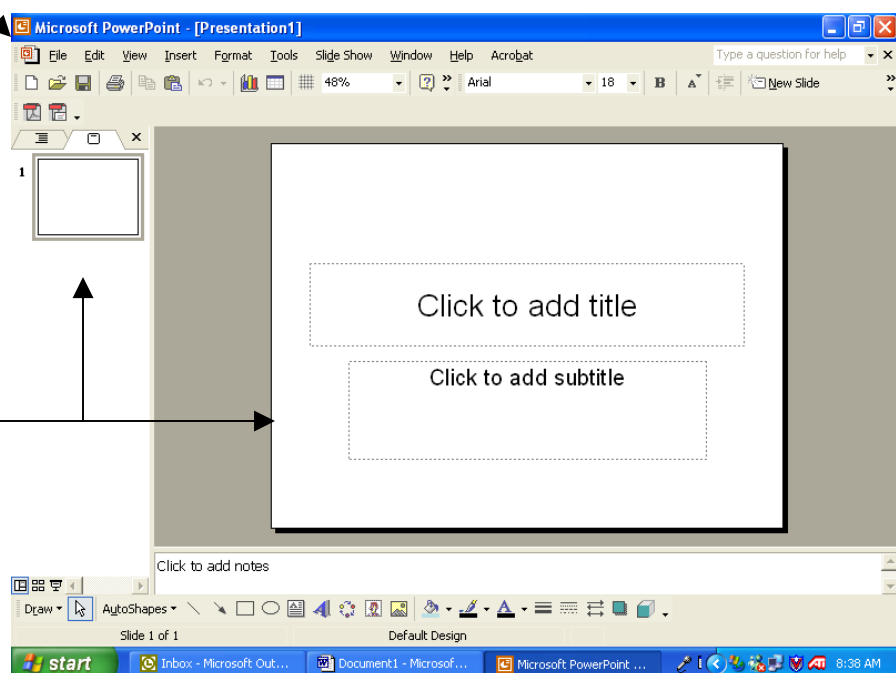 Microsoft PowerPoint - [Presentation1]
File Edit View Insert Format Tools Slide Show Window Help Acrobat Type a question for help
48% Arial 18 B A New Slide
1
Click to add title
Click to add subtitle
Click to add notes
Draw AutoShapes A A
Slide 1 of 1 Default Design
start Inbox - Microsoft Out... Document1 - Microsof... Microsoft PowerPoint ... 8:38 AM